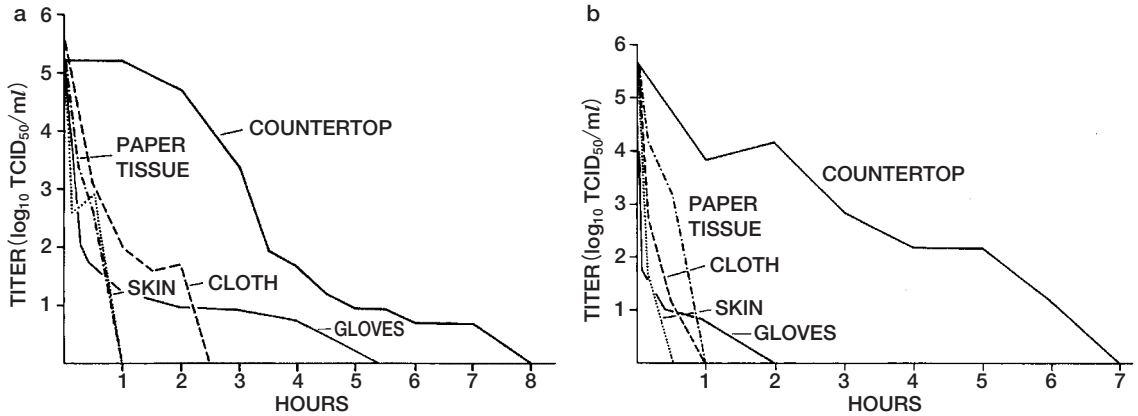 a
6
5
4
3
2
1
TITER (log10 TCID50/ml)
COUNTERTOP
PAPER
TISSUE
SKIN
CLOTH
GLOVES
1 2 3 4 5 6 7 8
HOURS
b
6
5
4
3
2
1
TITER (log10 TCID50/ml)
COUNTERTOP
PAPER
TISSUE
CLOTH
SKIN
GLOVES
1 2 3 4 5 6 7
HOURS